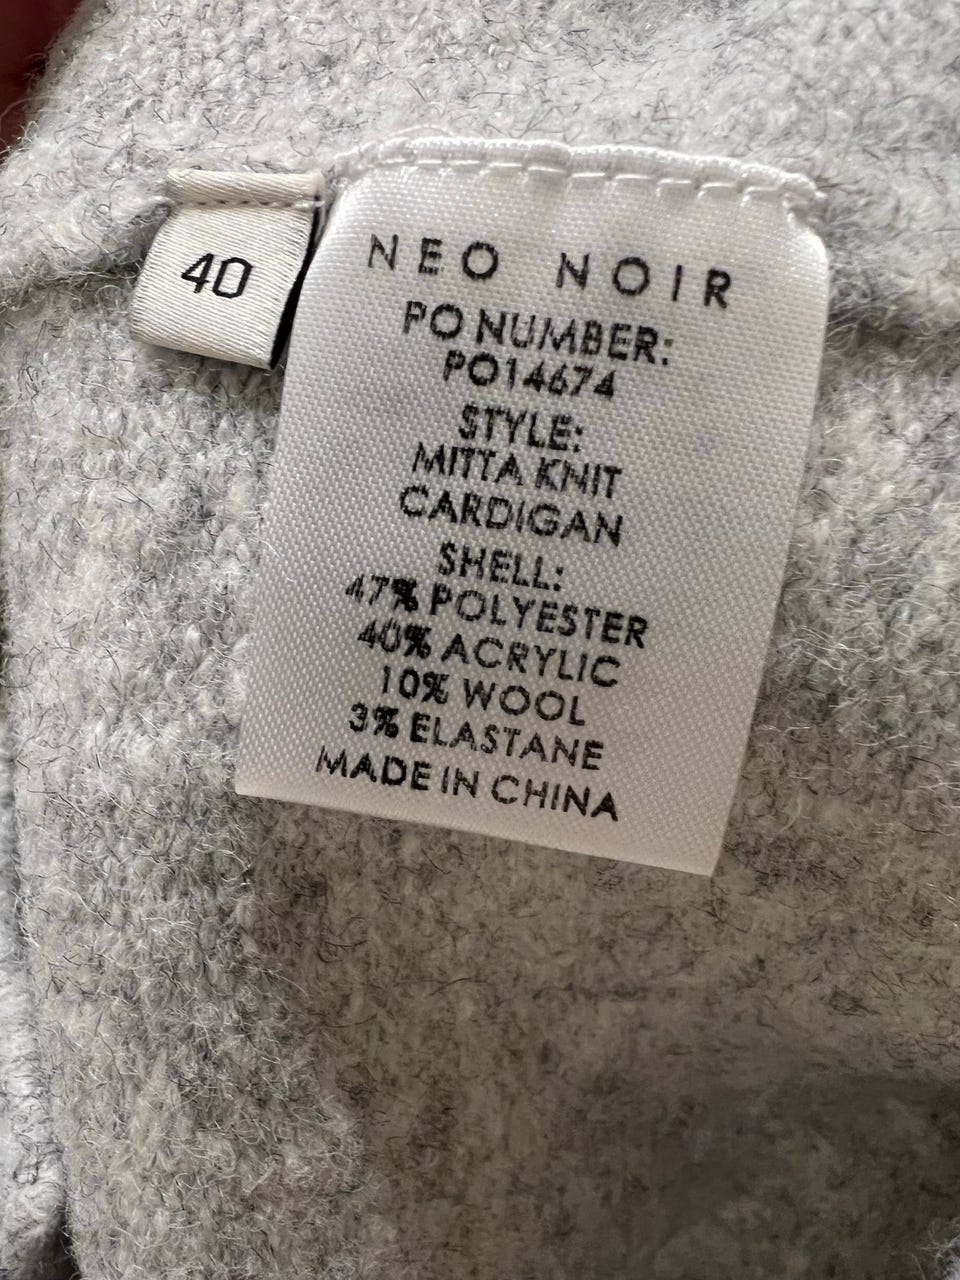 40
NEO NOIR
PO NUMBER:
PO14674
STYLE:
MITTA KNIT
CARDIGAN
SHELL:
47% POLYESTER
40% ACRYLIC
10% WOOL
3% ELASTANE
MADE IN CHINA